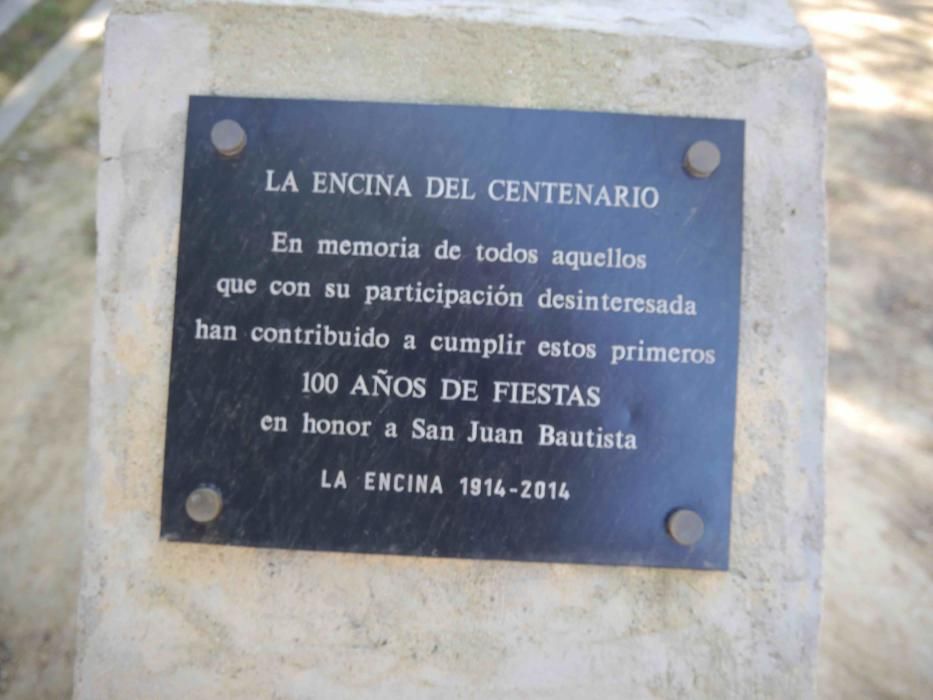 LA ENCINA DEL CENTENARIO
En memoria de todos aquellos
que con su participación desinteresada
han contribuido a cumplir estos primeros
100 AÑOS DE FIESTAS
en honor a San Juan Bautista
LA ENCINA 1914-2014